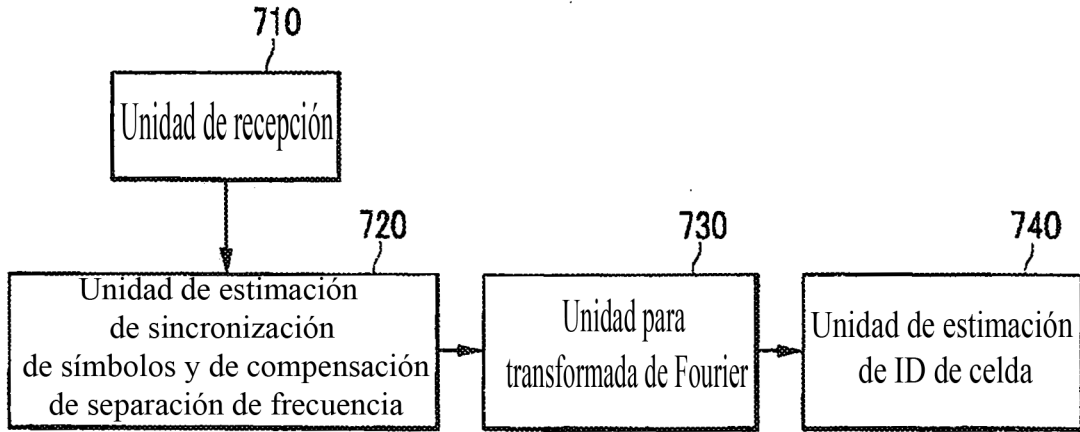 710
Unidad de recepción
720
Unidad de estimación
de sincronización
de símbolos y de compensación
de separación de frecuencia
730
Unidad para
transformada de Fourier
740
Unidad de estimación
de ID de celda